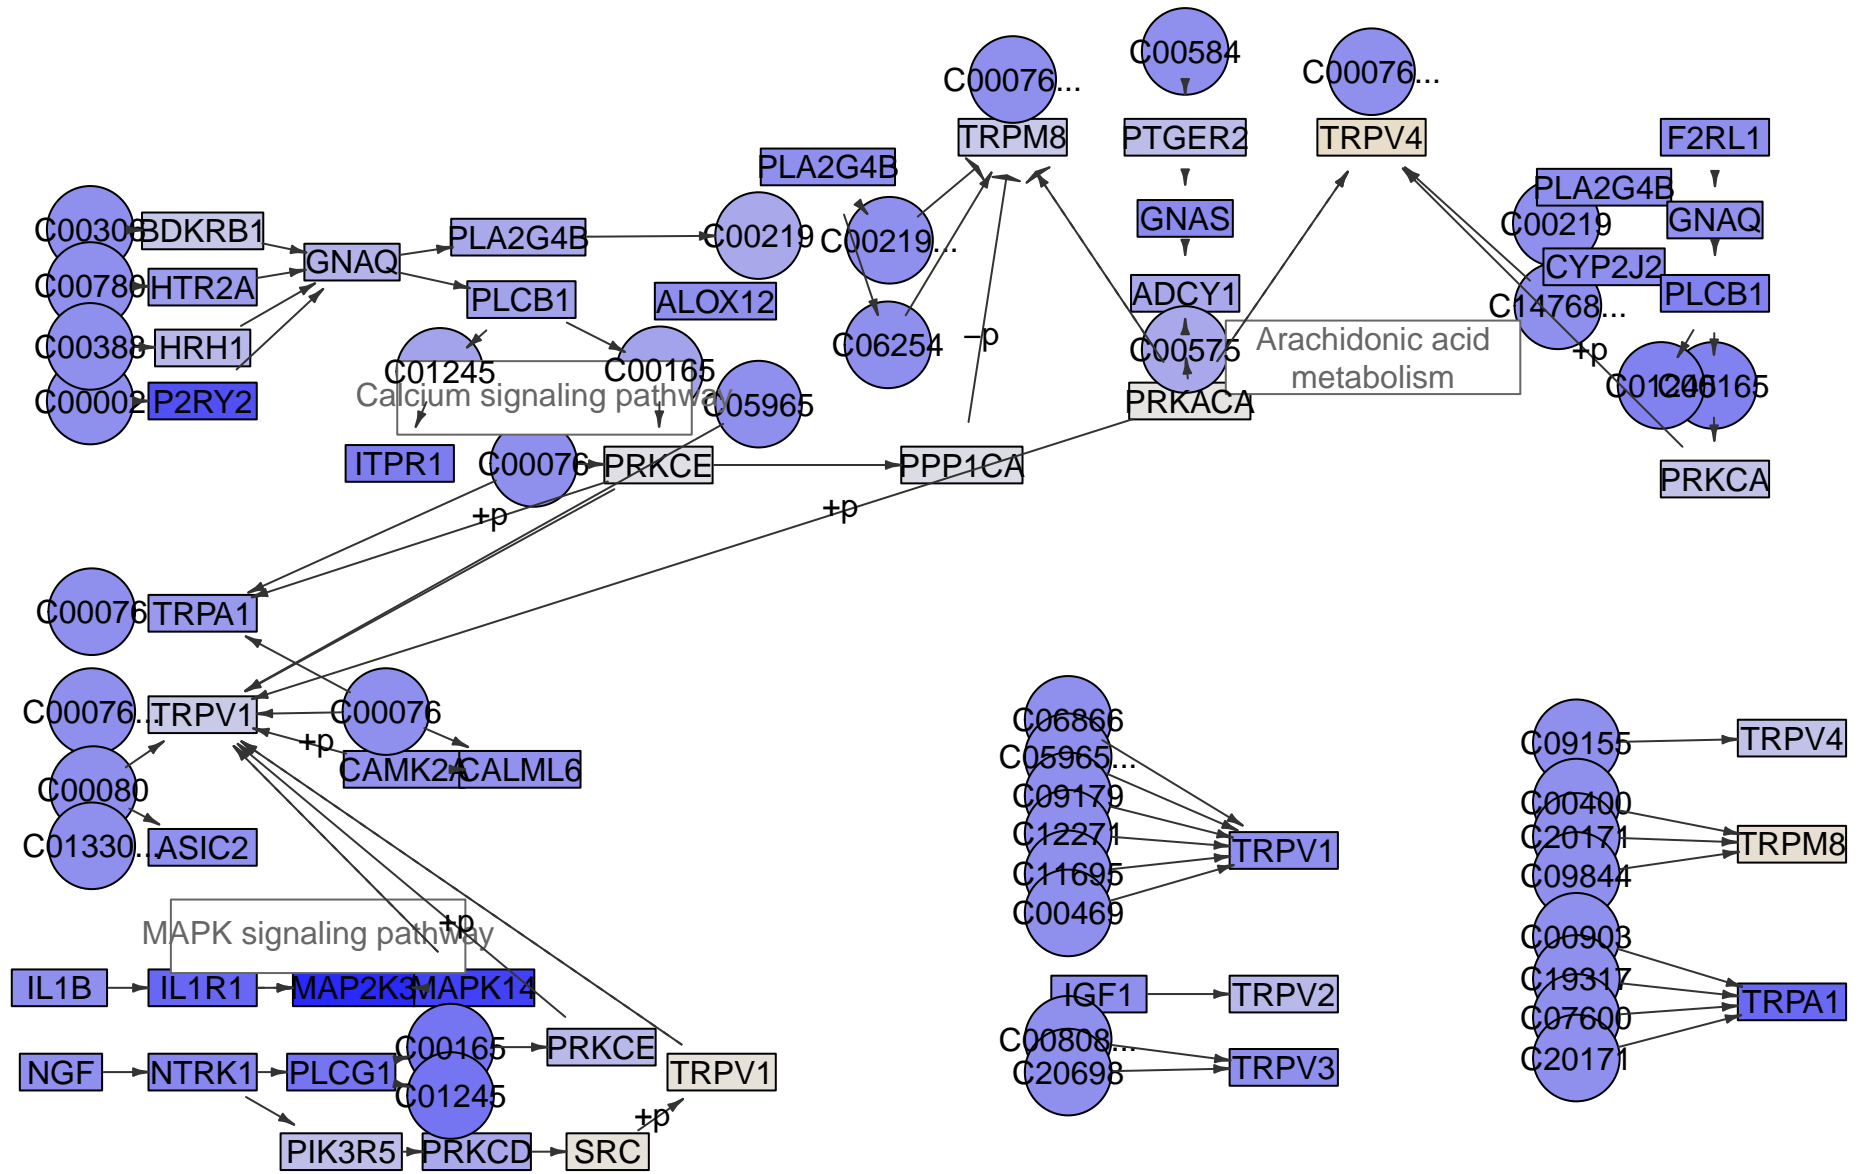 C00584
C00076...
C00076...
TRPM8
PTGER2
TRPV4
F2RL1
PLA2G4B
PLA2G4B
C00219
GNAS
GNAQ
BDKRB1
PLA2G4B
C00219
C00219...
GNAQ
CYP2J2
C00780
HTR2A
PLCB1
ALOX12
ADCY1
C14768...
PLCB1
C00388
HRH1
C01245
C00165
C06254
–p
C00575
Arachidonic acid
metabolism
+p
C00002
P2RY2
Calcium signaling pathway
C05965
PRKACA
C01245
C00165
ITPR1
C00076
PRKCE
PPP1CA
PRKCA
+p
+p
C00076
TRPA1
C00076...
TRPV1
C00076
+p
CAMK2A
CALML6
C00080
C01330...
ASIC2
C06866
C05965...
C09179
C12271
C11695
C00469
TRPV1
C09155
TRPV4
C00400
C20171
C09844
TRPM8
MAPK signaling pathway
+p
IL1B
IL1R1
MAP2K3
MAPK14
IGF1
TRPV2
C00903
C19317
C07600
C20171
TRPA1
C00165
PRKCE
C00808...
C20698
TRPV3
NGF
NTRK1
PLCG1
C01245
TRPV1
+p
PIK3R5
PRKCD
SRC